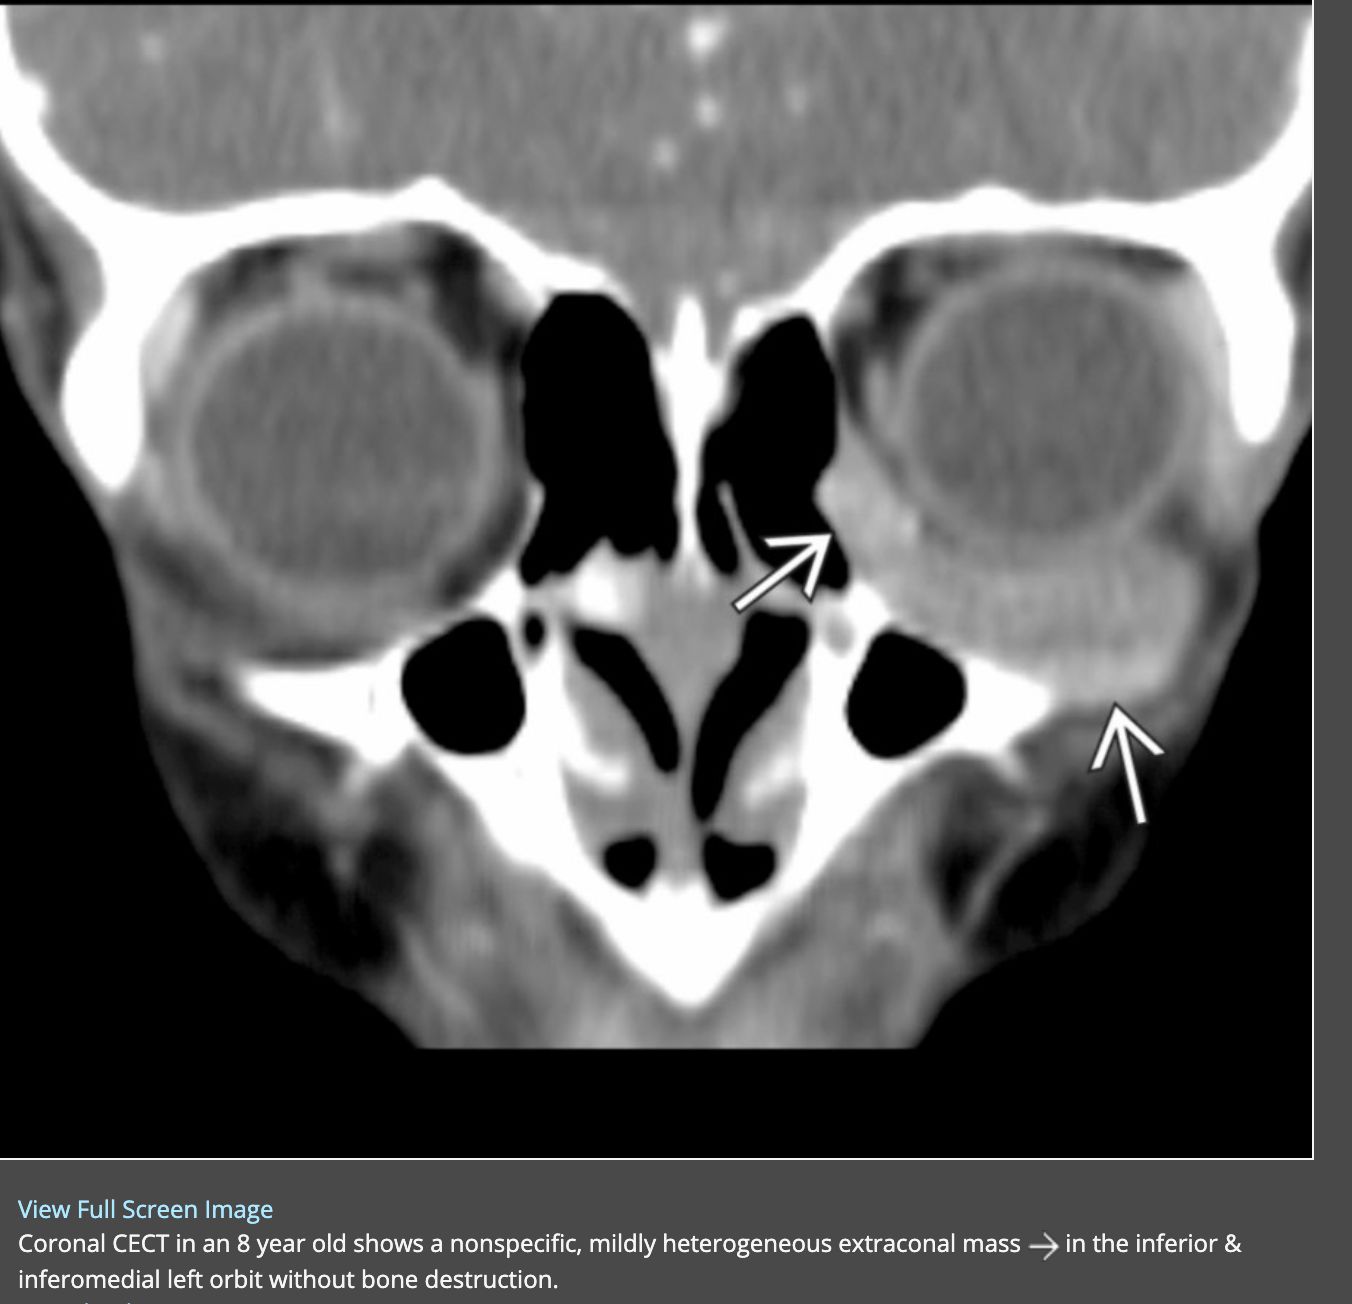 View Full Screen Image
Coronal CECT in an 8 year old shows a nonspecific, mildly heterogeneous extraconal mass → in the inferior &
inferomedial left orbit without bone destruction.